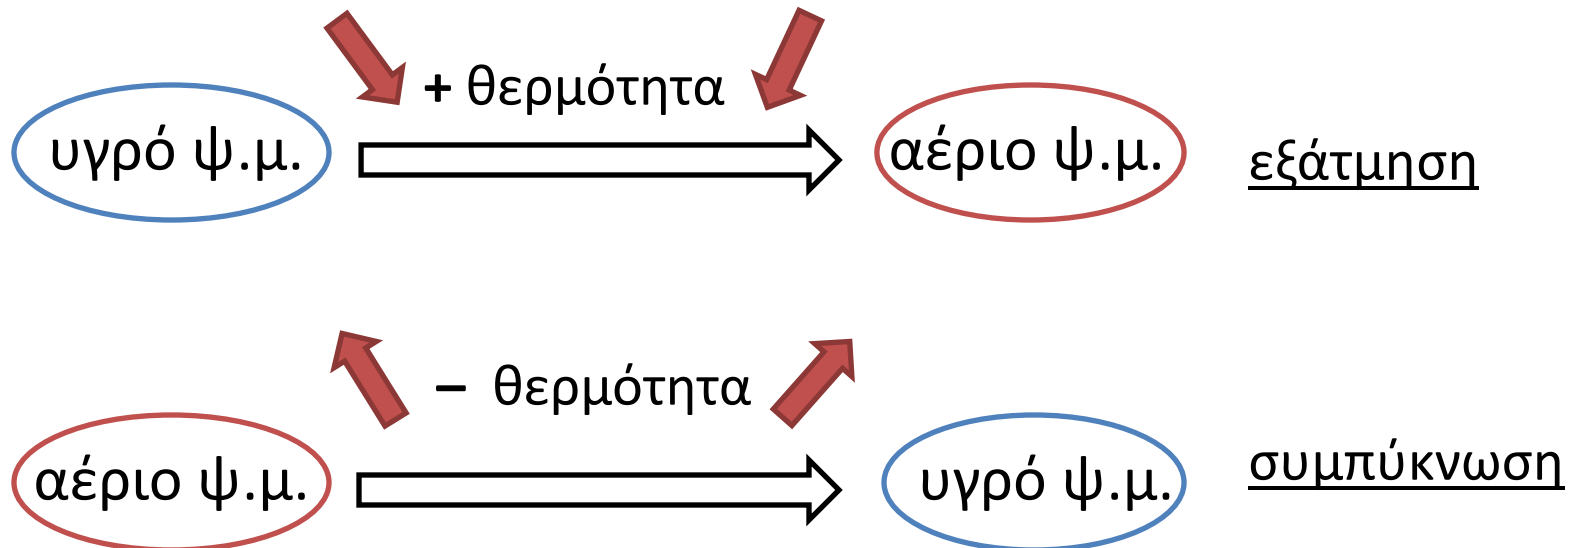 + θερμότητα
υγρό ψ.μ. αέριο ψ.μ. εξάτμηση
– θερμότητα
αέριο ψ.μ. υγρό ψ.μ. συμπύκνωση